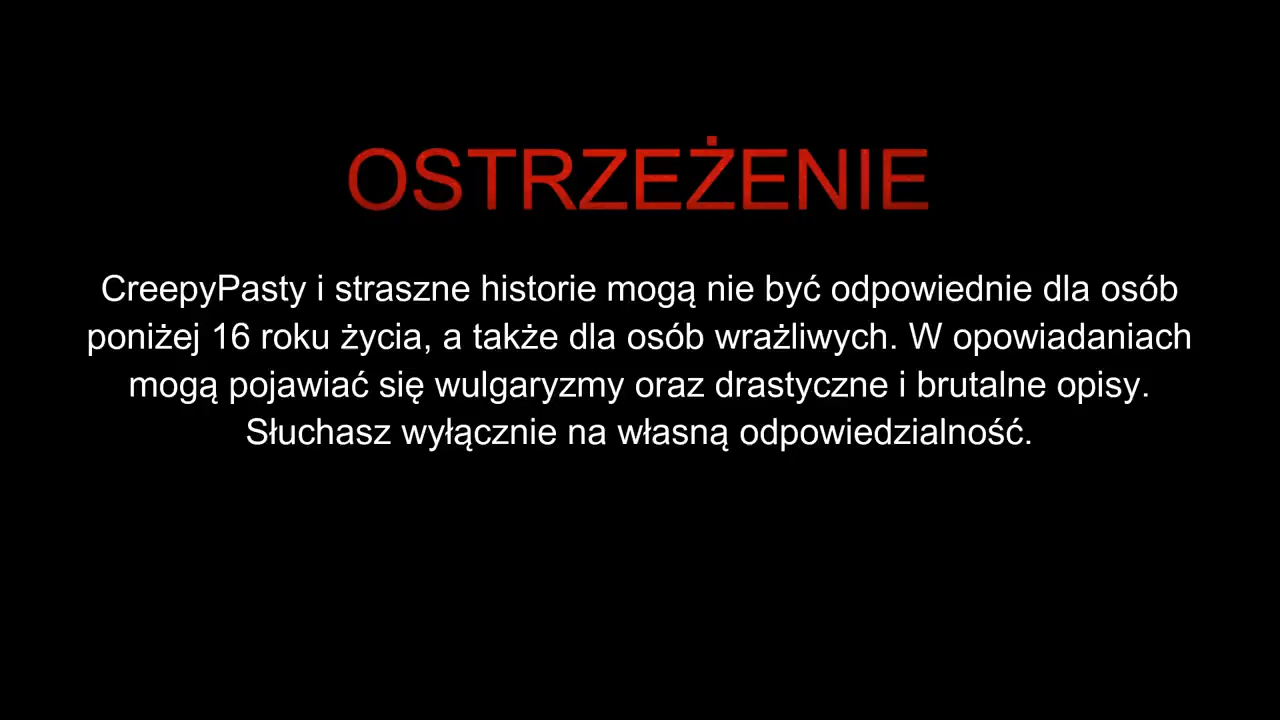 OSTRZEŻENIE
CreepyPasty i straszne historie mogą nie być odpowiednie dla osób
poniżej 16 roku życia, a także dla osób wrażliwych. W opowiadaniach
mogą pojawiać się wulgaryzmy oraz drastyczne i brutalne opisy.
Słuchasz wyłącznie na własną odpowiedzialność.